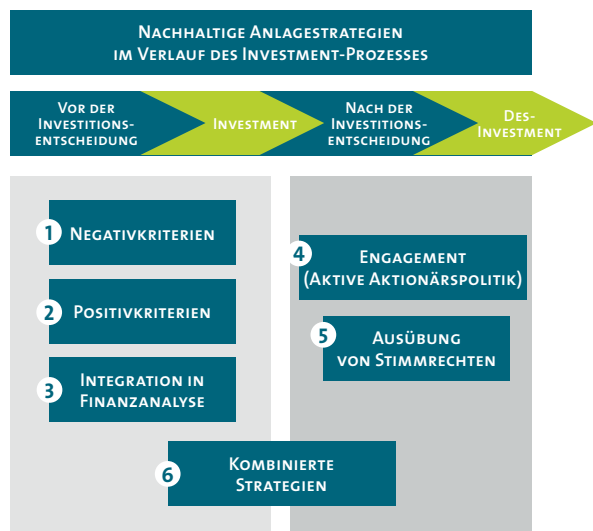 Nachhaltige Anlagestrategien
im Verlauf des Investment-Prozesses
Vor der
Investitions-
entscheidung
Investment
Nach der
Investitions-
entscheidung
Des-
Investment
1 Negativkriterien
2 Positivkriterien
3 Integration in
Finanzanalyse
4 Engagement
(Aktive Aktionärspolitik)
5 Ausübung
von Stimmrechten
6 Kombinierte
Strategien